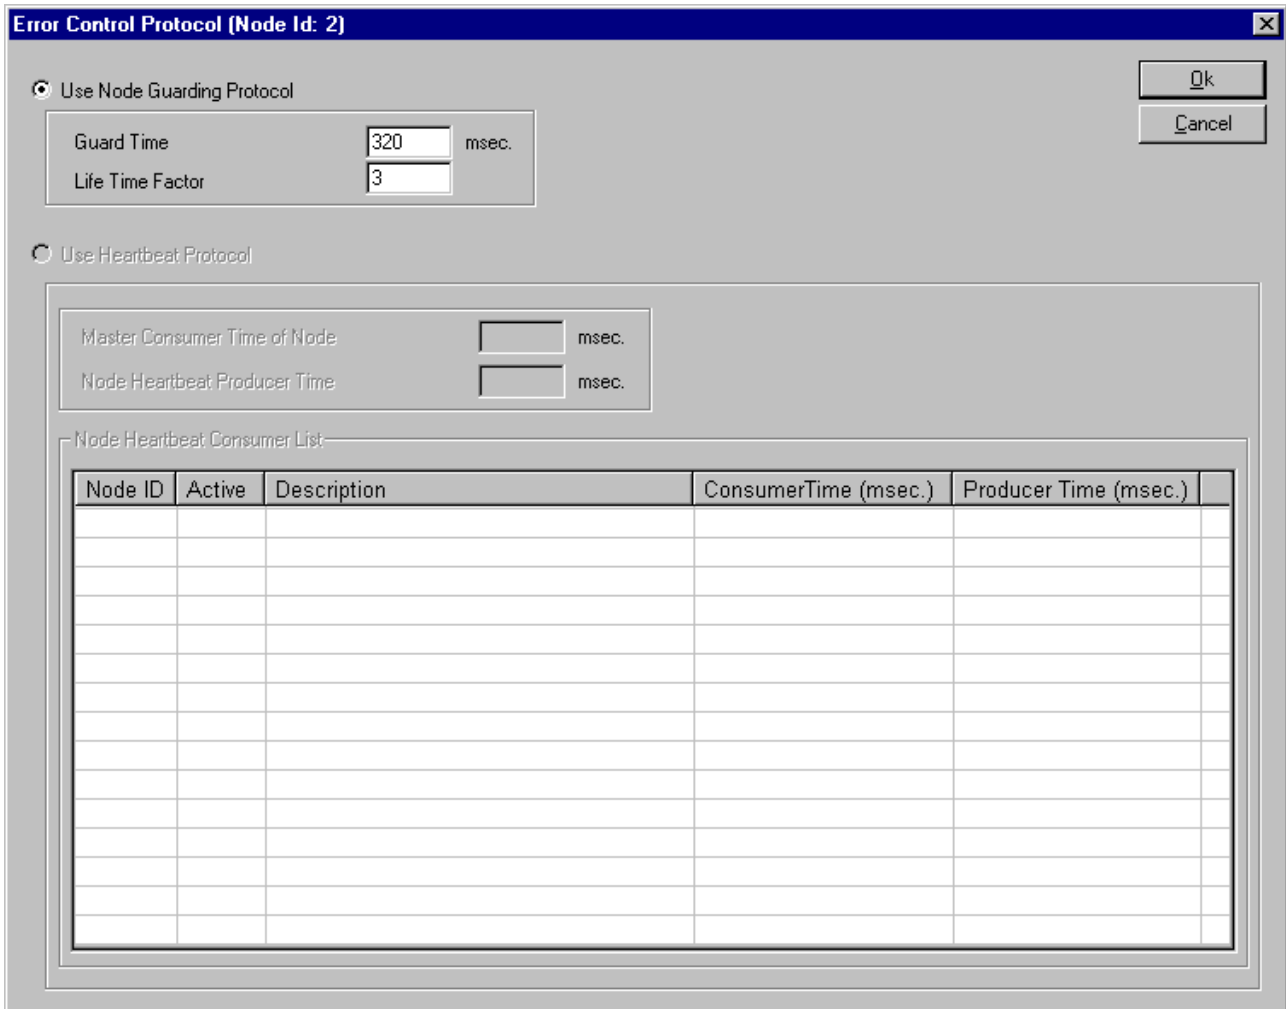 Error Control Protocol (Node Id: 2)
Use Node Guarding Protocol
Ok
Cancel
Guard Time 320 msec.
Life Time Factor 3
Use Heartbeat Protocol
Master Consumer Time of Node msec.
Node Heartbeat Producer Time msec.
Node Heartbeat Consumer List
Node ID Active Description ConsumerTime (msec.) Producer Time (msec.)